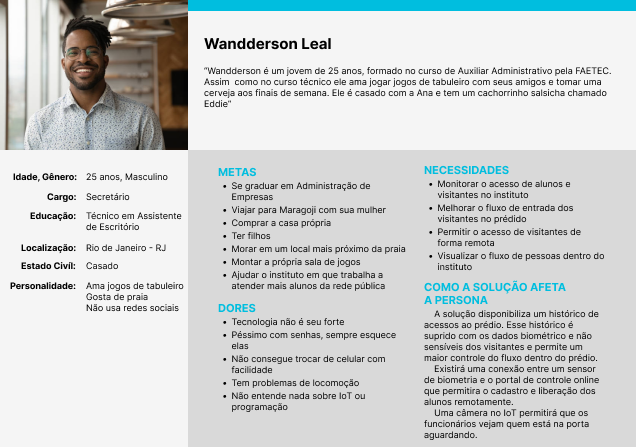 Wandderson Leal
“Wandderson é um jovem de 25 anos, formado no curso de Auxiliar Administrativo pela FAETEC.
Assim  como no curso técnico ele ama jogar jogos de tabuleiro com seus amigos e tomar uma
cerveja aos finais de semana. Ele é casado com a Ana e tem um cachorrinho salsicha chamado
Eddie”
Idade, Gênero: 25 anos, Masculino
Cargo: Secretário
Educação: Técnico em Assistente
de Escritório
Localização: Rio de Janeiro - RJ
Estado Civíl: Casado
Personalidade: Ama jogos de tabuleiro
Gosta de praia
Não usa redes sociais
METAS
• Se graduar em Administração de
Empresas
• Viajar para Maragoji com sua mulher
• Comprar a casa própria
• Ter filhos
• Morar em um local mais próximo da praia
• Montar a própria sala de jogos
• Ajudar o instituto em que trabalha a
atender mais alunos da rede pública
DORES
• Tecnologia não é seu forte
• Péssimo com senhas, sempre esquece
elas
• Não consegue trocar de celular com
facilidade
• Tem problemas de locomoção
• Não entende nada sobre IoT ou
programação
NECESSIDADES
• Monitorar o acesso de alunos e
visitantes no instituto
• Melhorar o fluxo de entrada dos
visitantes no prédido
• Permitir o acesso de visitantes de
forma remota
• Visualizar o fluxo de pessoas dentro do
instituto
COMO A SOLUÇÃO AFETA
A PERSONA
A solução disponibiliza um histórico de
acessos ao prédio. Esse histórico é
suprido com os dados biométrico e não
sensíveis dos visitantes e permite um
maior controle do fluxo dentro do prédio.
Existirá uma conexão entre um sensor
de biometria e o portal de controle online
que permitira o cadastro e liberação dos
alunos remotamente.
Uma câmera no IoT permitirá que os
funcionários vejam quem está na porta
aguardando.